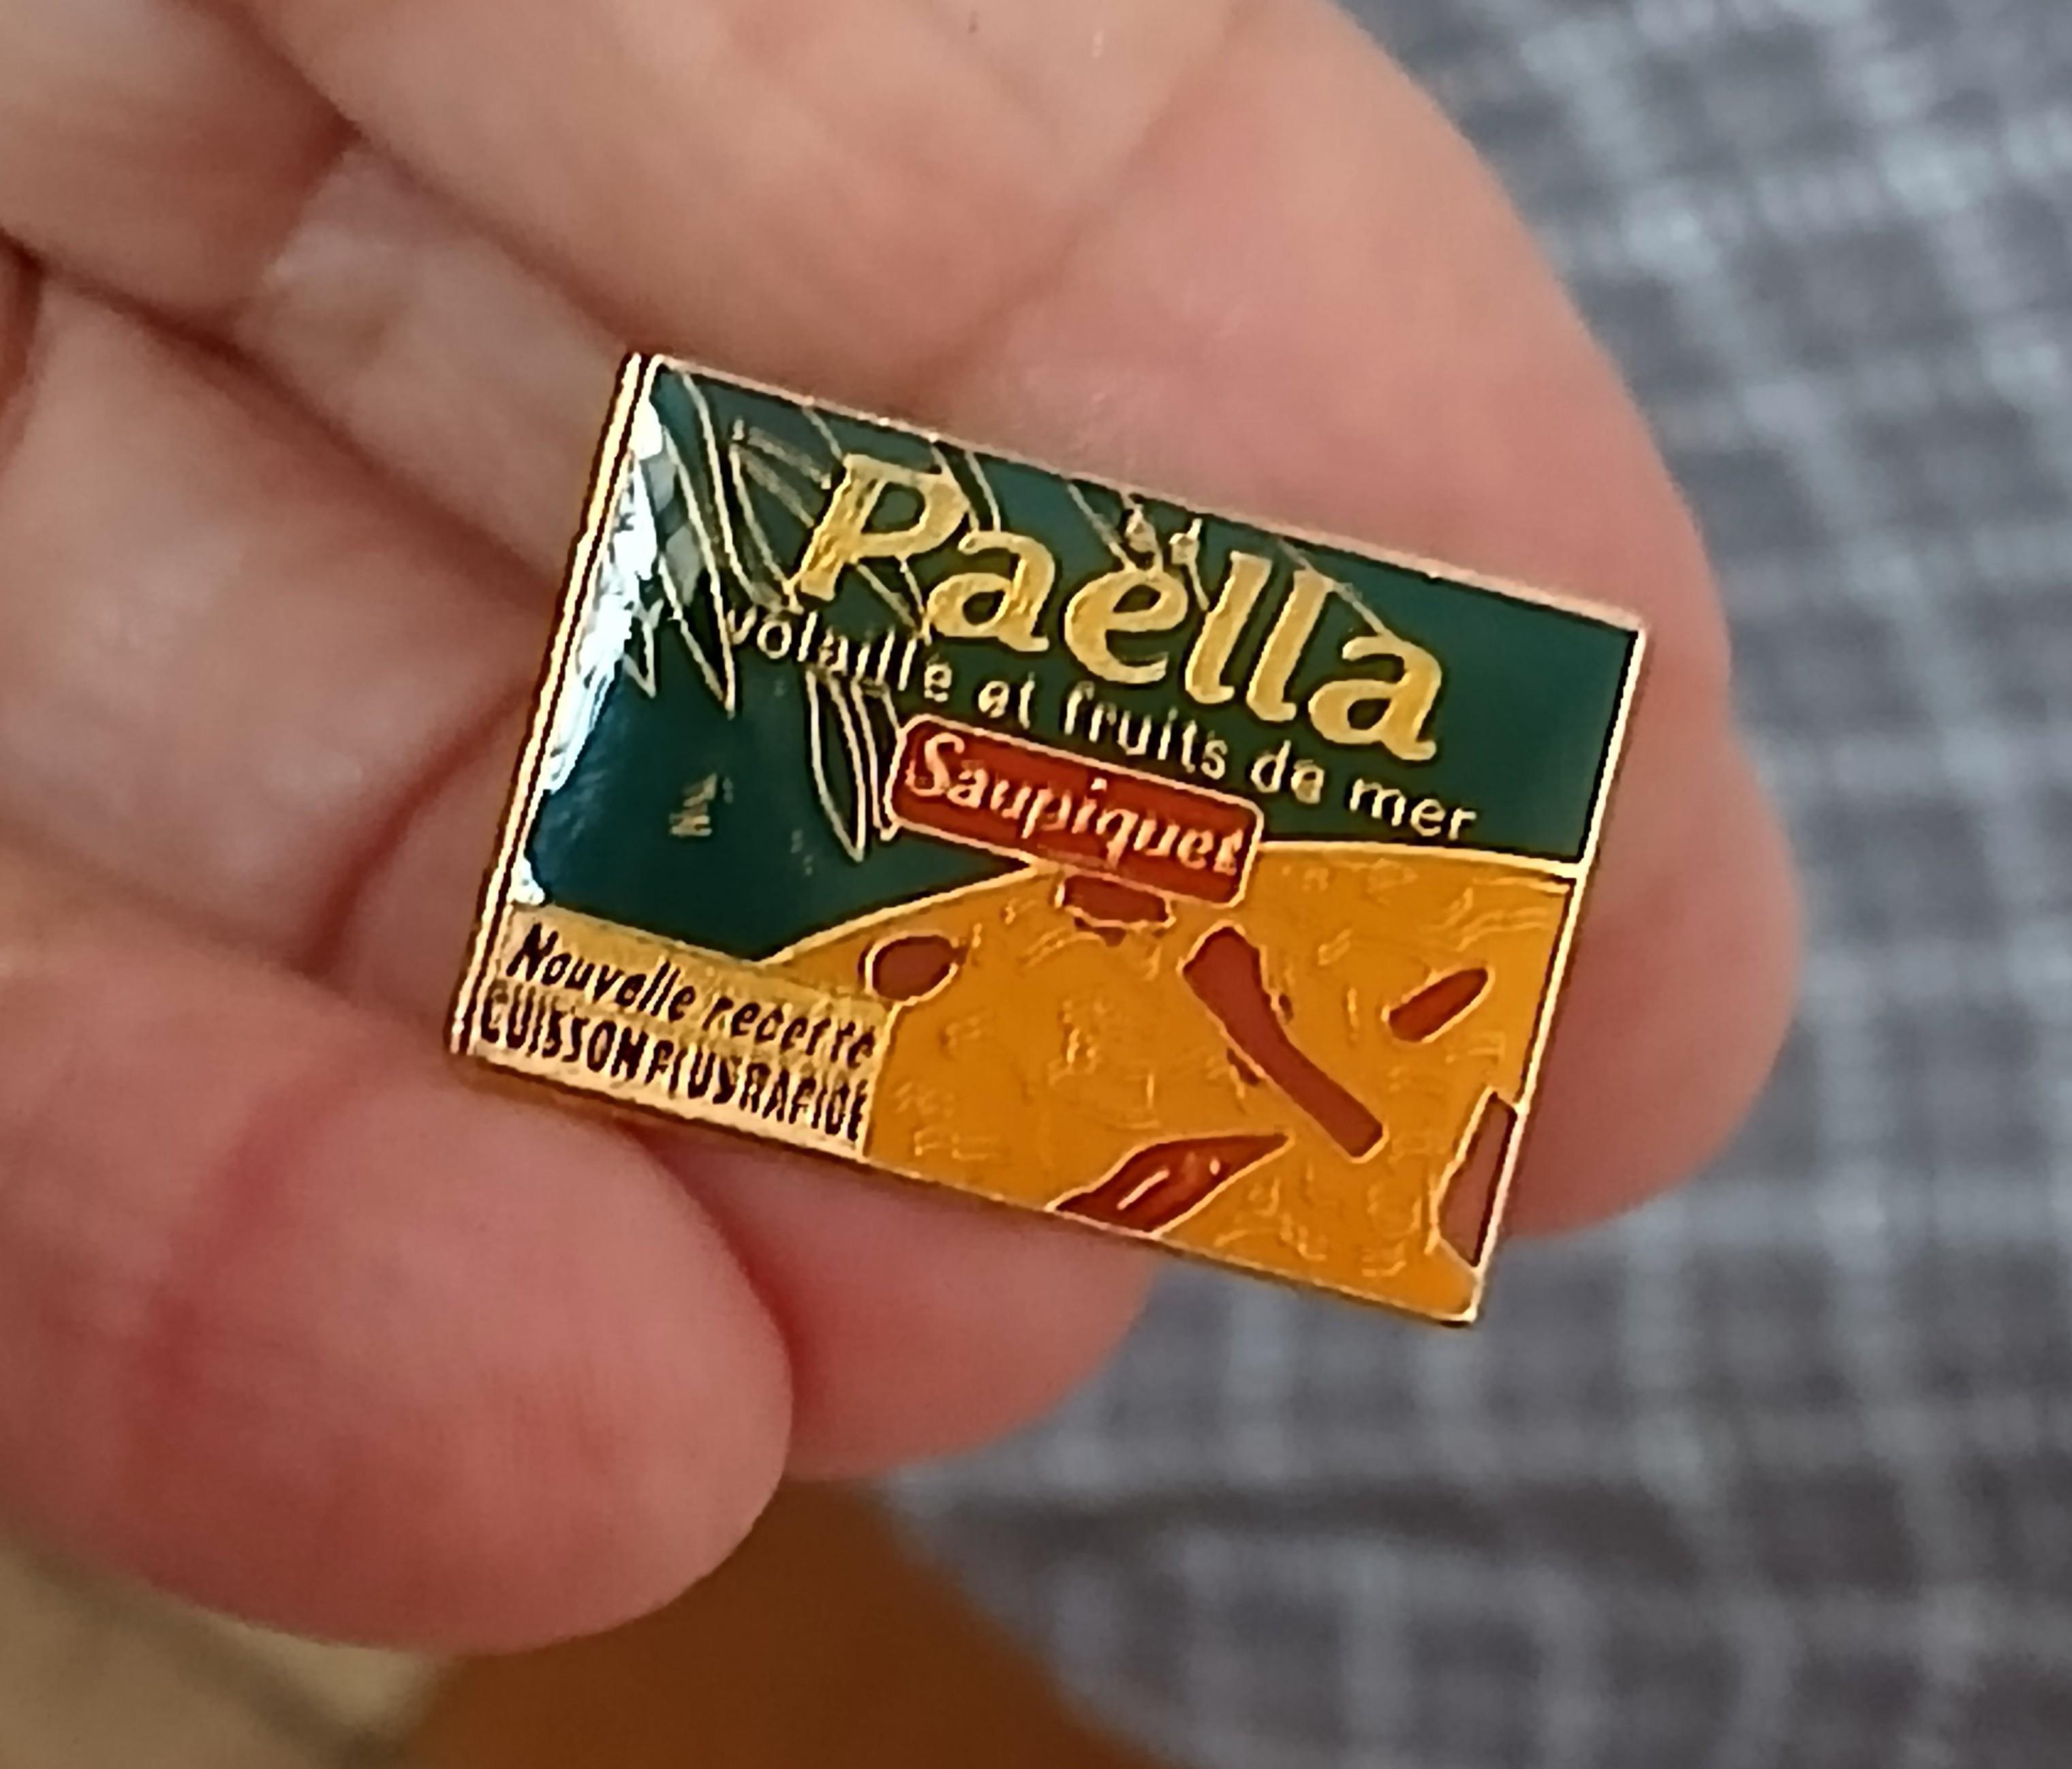 Paëlla
volaille et fruits de mer
Saupiquet
Nouvelle recette
CUISSON PLUS RAPIDE